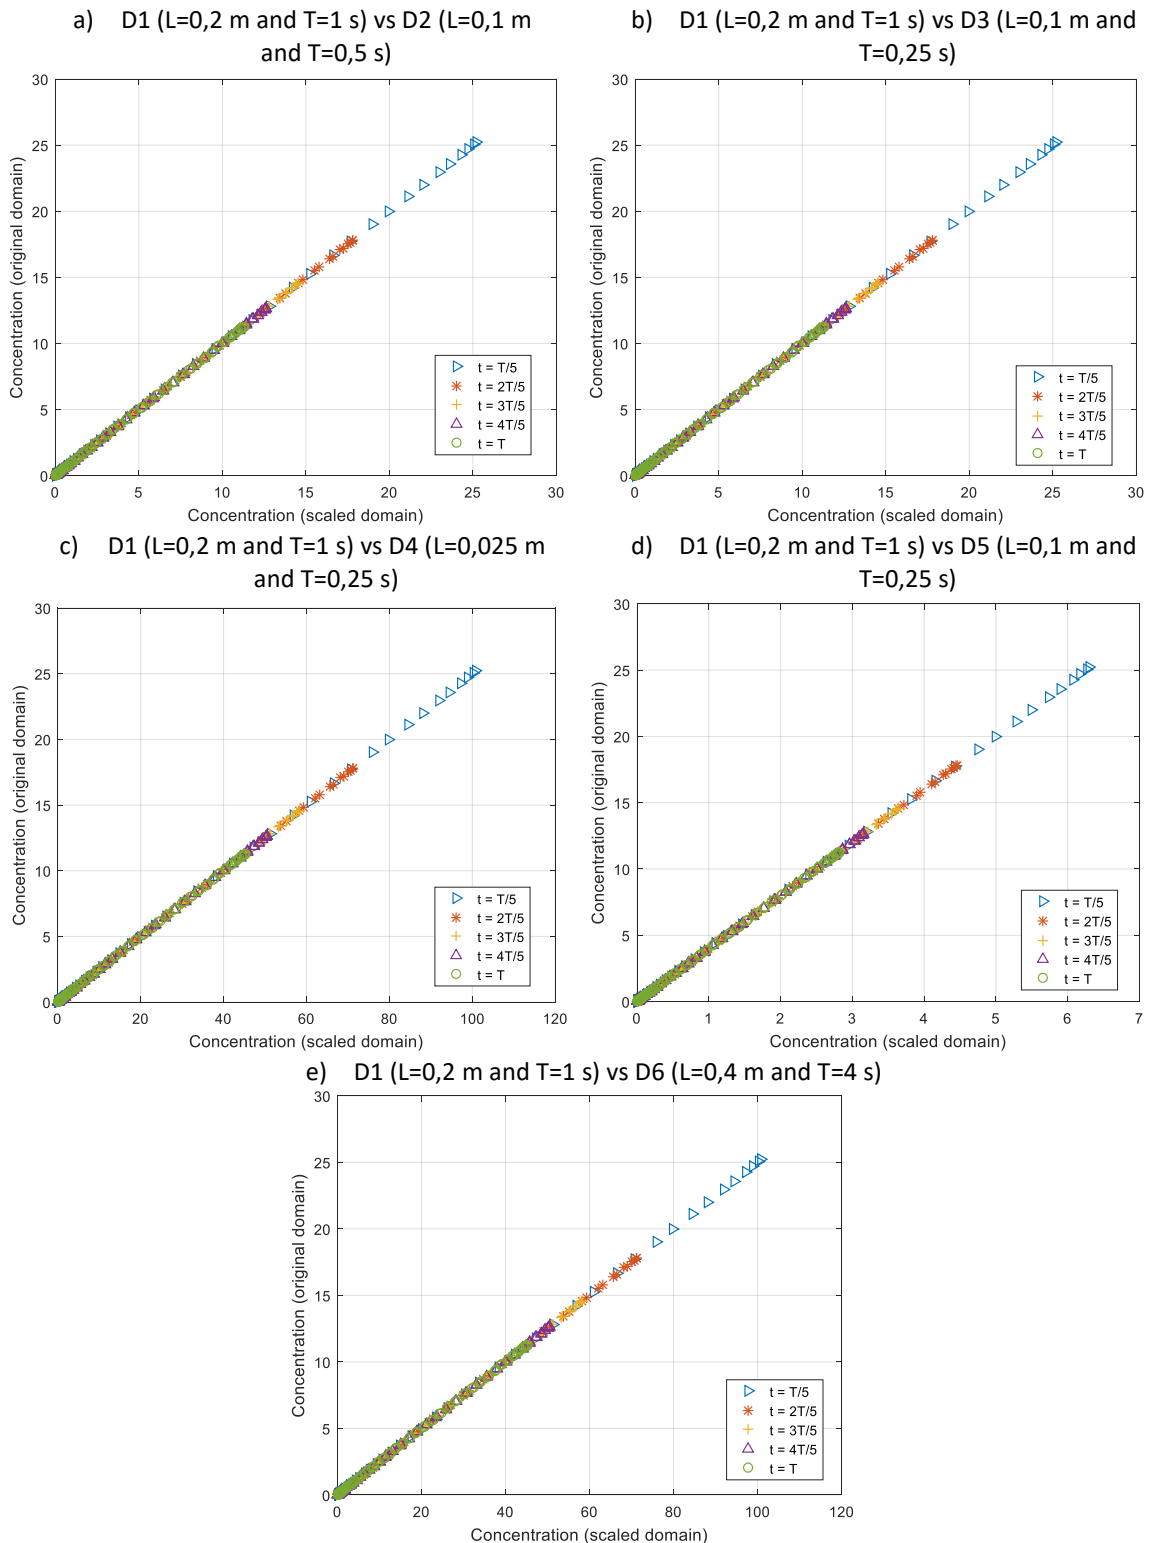 a) D1 (L=0,2 m and T=1 s) vs D2 (L=0,1 m
and T=0,5 s)
30
25
20
15
10
5
0
0 5 10 15 20 25 30
Concentration (original domain)
Concentration (scaled domain)
t = T/5
t = 2T/5
t = 3T/5
t = 4T/5
t = T
b) D1 (L=0,2 m and T=1 s) vs D3 (L=0,1 m and
T=0,25 s)
30
25
20
15
10
5
0
0 5 10 15 20 25 30
Concentration (original domain)
Concentration (scaled domain)
t = T/5
t = 2T/5
t = 3T/5
t = 4T/5
t = T
c) D1 (L=0,2 m and T=1 s) vs D4 (L=0,025 m
and T=0,25 s)
30
25
20
15
10
5
0
0 20 40 60 80 100 120
Concentration (original domain)
Concentration (scaled domain)
t = T/5
t = 2T/5
t = 3T/5
t = 4T/5
t = T
d) D1 (L=0,2 m and T=1 s) vs D5 (L=0,1 m and
T=0,25 s)
30
25
20
15
10
5
0
0 1 2 3 4 5 6 7
Concentration (original domain)
Concentration (scaled domain)
t = T/5
t = 2T/5
t = 3T/5
t = 4T/5
t = T
e) D1 (L=0,2 m and T=1 s) vs D6 (L=0,4 m and T=4 s)
30
25
20
15
10
5
0
0 20 40 60 80 100 120
Concentration (original domain)
Concentration (scaled domain)
t = T/5
t = 2T/5
t = 3T/5
t = 4T/5
t = T